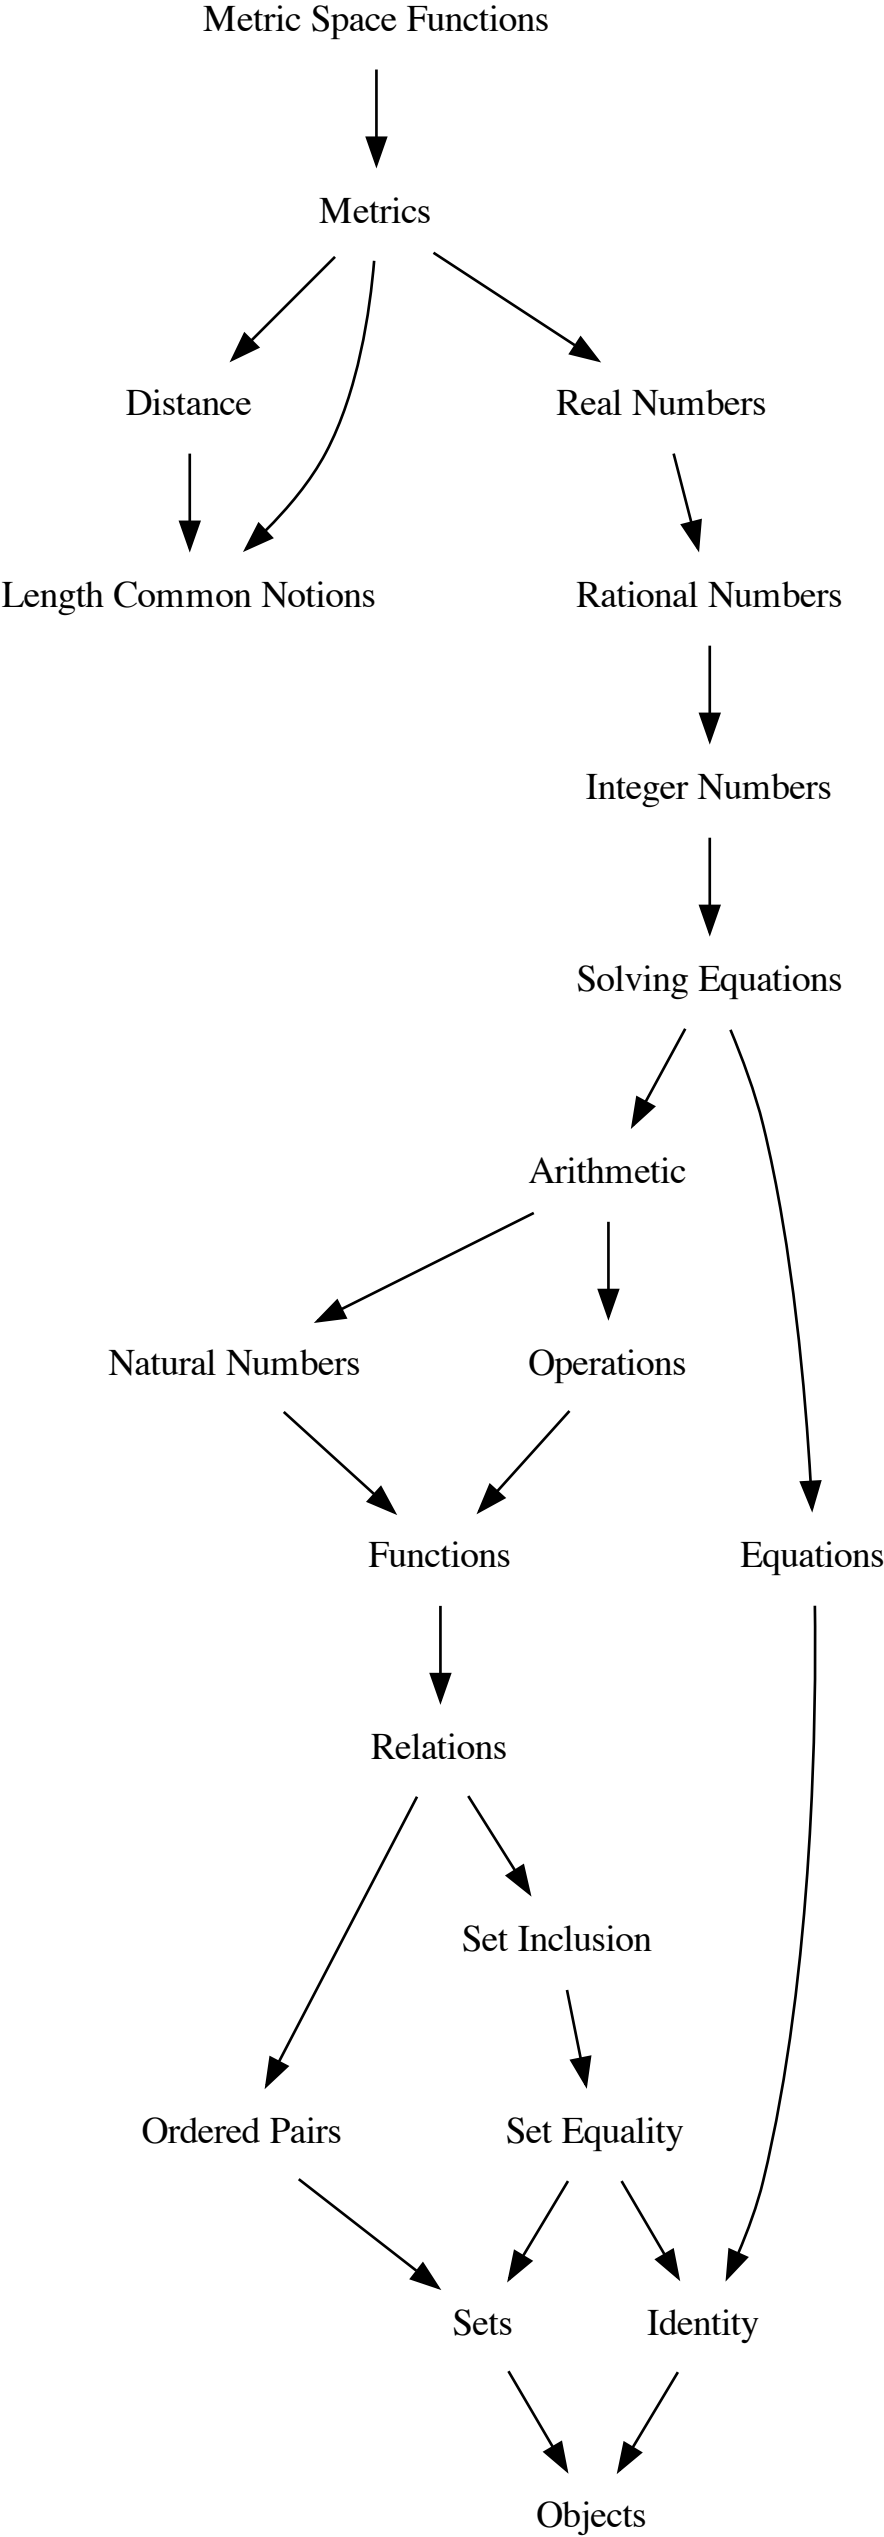 Metric Space Functions
Metrics
Distance
Real Numbers
Length Common Notions
Rational Numbers
Integer Numbers
Solving Equations
Arithmetic
Natural Numbers
Operations
Functions
Equations
Relations
Set Inclusion
Ordered Pairs
Set Equality
Sets
Identity
Objects